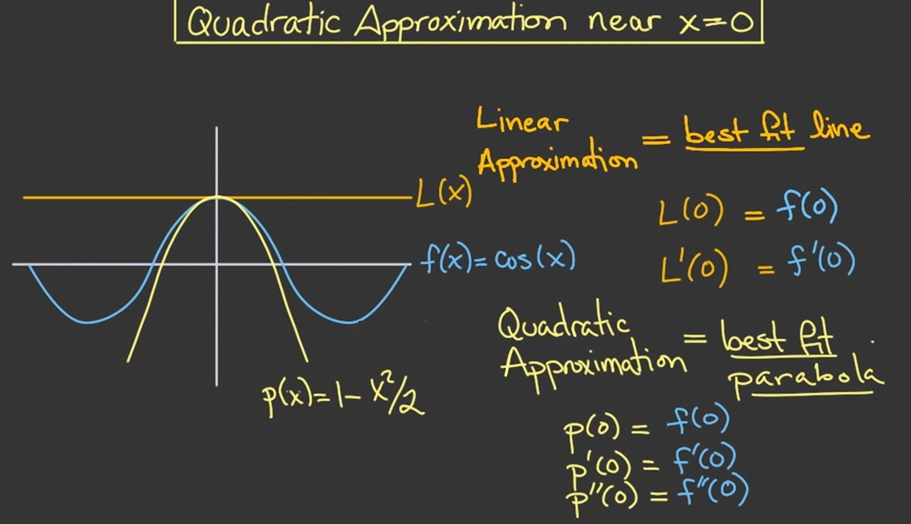 Quadratic Approximation near x=0
Linear
Approximation = best fit line
L(x)
L(0) = f(0)
f(x)=cos(x)
L'(0) = f'(0)
Quadratic
Approximation = best fit
parabola
p(x)=1-x²/2
p(0) = f(0)
p'(0) = f'(0)
p''(0) = f''(0)